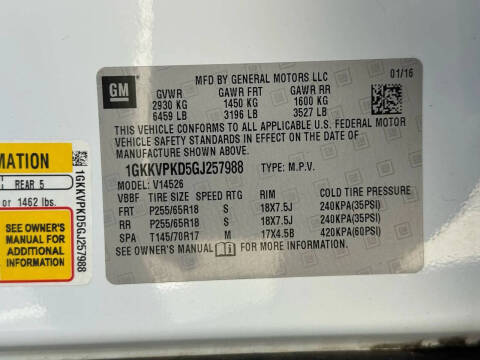 GM
MFD BY GENERAL MOTORS LLC
01/16
GVWR GAWR FRT GAWR RR
2930 KG 1450 KG 1600 KG
6459 LB 3196 LB 3527 LB
THIS VEHICLE CONFORMS TO ALL APPLICABLE U.S. FEDERAL MOTOR
VEHICLE SAFETY STANDARDS IN EFFECT ON THE DATE OF
MANUFACTURE SHOWN ABOVE.
1GKKVPKD5GJ257988 TYPE: M.P.V.
MODEL: V14526
VBBF TIRE SIZE SPEED RTG RIM COLD TIRE PRESSURE
FRT P255/65R18 S 18X7.5J 240KPA(35PSI)
RR P255/65R18 S 18X7.5J 240KPA(35PSI)
SPA T145/70R17 M 17X4.5B 420KPA(60PSI)
SEE OWNER'S MANUAL FOR MORE INFORMATION.
MATION
REAR 5
or 1462 lbs.
SEE OWNER'S
MANUAL FOR
ADDITIONAL
INFORMATION
1GKKVPKD5GJ257988